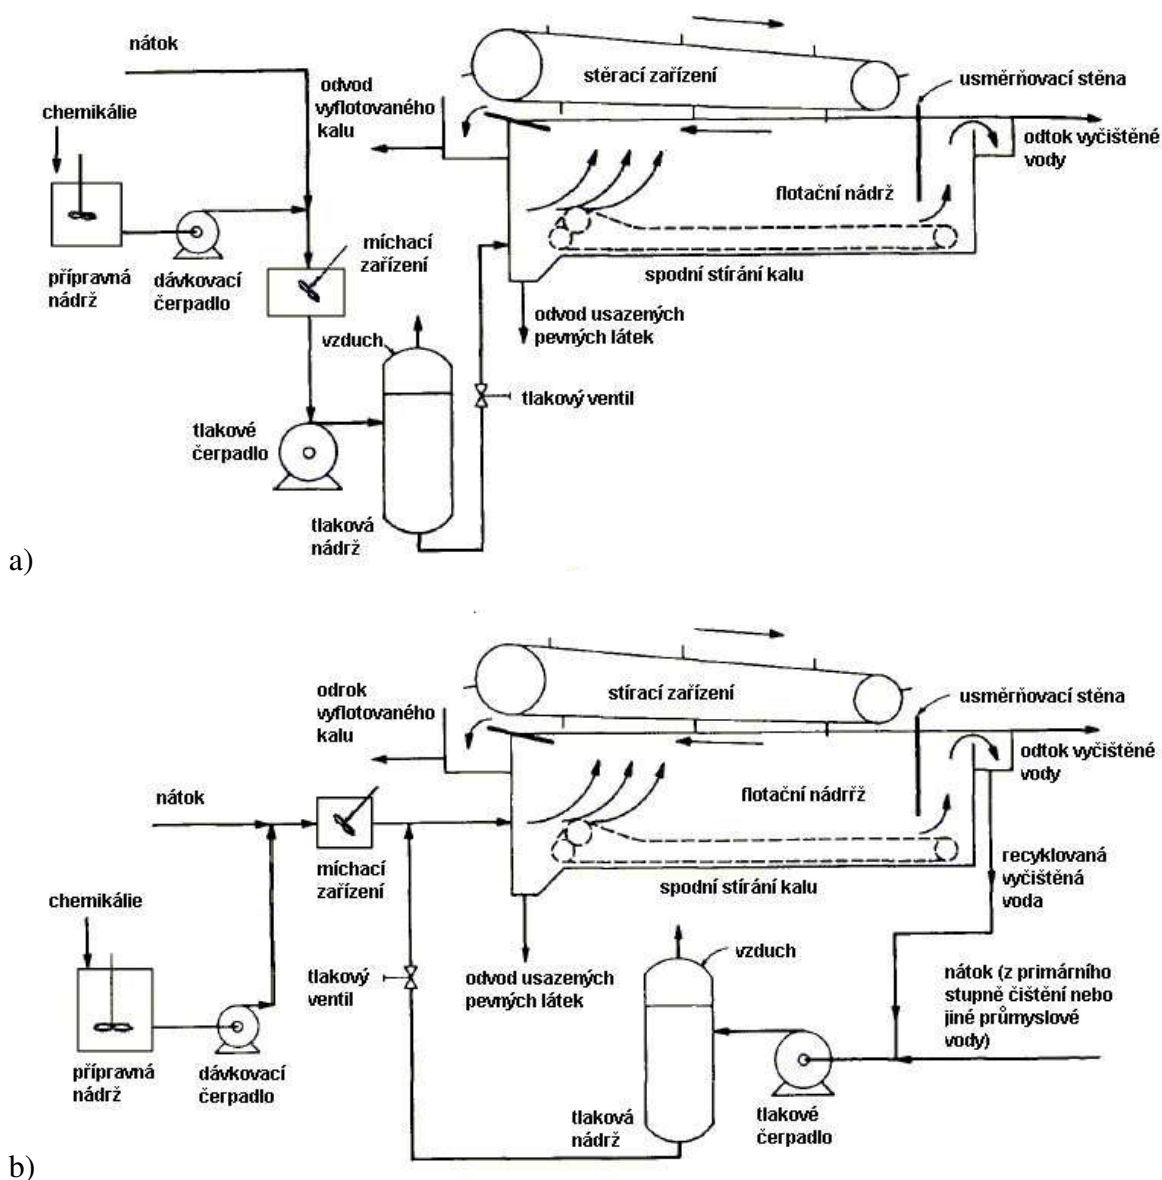 nátok
stěrací zařízení
usměrňovací stěna
odvod
vyflotovaného
kalu
chemikálie
odtok vyčištěné
vody
flotační nádrž
míchací
zařízení
přípravná
nádrž
dávkovací
čerpadlo
spodní stírání kalu
odvod usazených
pevných látek
vzduch
tlakový ventil
tlakové
čerpadlo
tlaková
nádrž
a)
odrok
vyflotovaného
kalu
stírací zařízení
usměrňovací stěna
odtok vyčištěné
vody
nátok
flotační nádrřž
míchací
zařízení
recyklovaná
vyčištěná
voda
spodní stírání kalu
chemikálie
tlakový
ventil
odvod usazených
pevných látek
vzduch
nátok (z primárního
stupně čištění nebo
jiné průmyslové
vody)
přípravná
nádrž
dávkovací
čerpadlo
tlaková
nádrž
tlakové
čerpadlo
b)